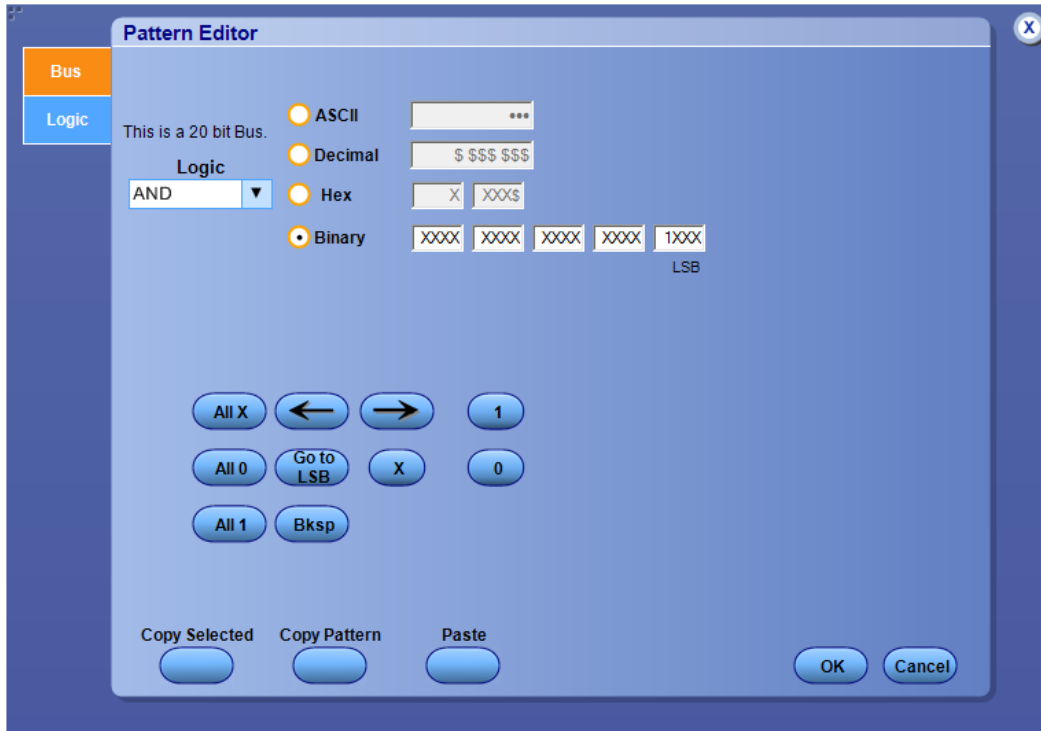 Pattern Editor
X
Bus
Logic
This is a 20 bit Bus.
Logic
AND
ASCII •••
Decimal $ $$$ $$$
Hex X XXX$
Binary XXXX XXXX XXXX XXXX 1XXX
LSB
All X ← → 1
All 0 Go to LSB X 0
All 1 Bksp
Copy Selected Copy Pattern Paste
OK Cancel